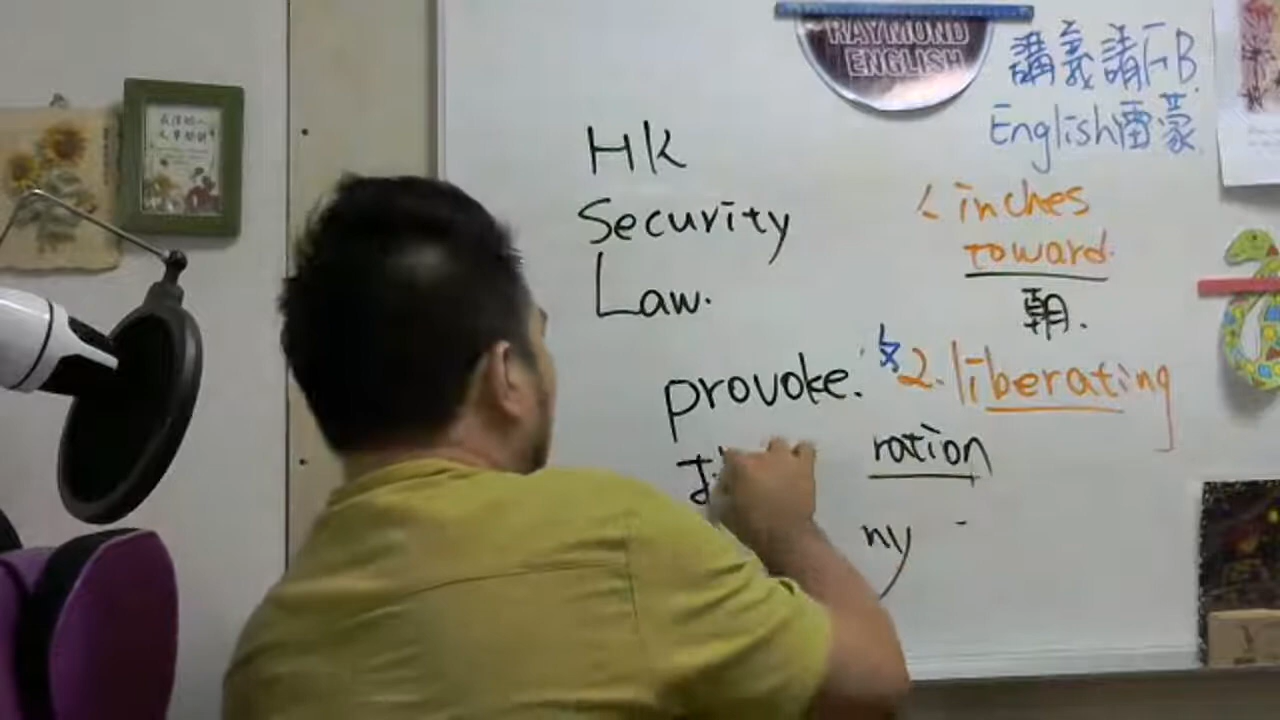 RAYMOND
ENGLISH
講義請FB
English雷蒙
HK
Security
Law.
< inches
toward.
朝.
provoke.
2. liberating
ration
ny